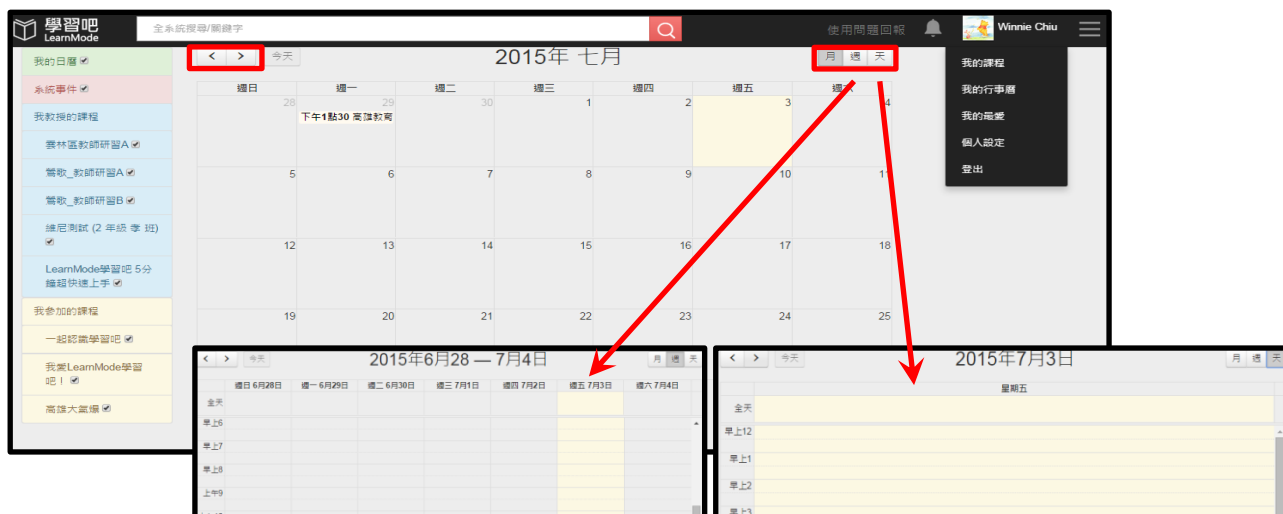 學習吧
LearnMode
全系統搜尋/關鍵字
使用問題回報
Winnie Chiu
我的日曆
系統事件
我教授的課程
雲林區教師研習A
鶯歌_教師研習A
鶯歌_教師研習B
維尼測試 (2 年級 孝 班)
LearnMode學習吧 5分
鐘超快速上手
我參加的課程
一起認識學習吧
我愛LearnMode學習
吧!
高雄大氣爆
< > 今天
2015年 七月
月 週 天
週日 週一 週二 週三 週四 週五
28 29 30 1 2 3 4
下午1點30 高雄教育
5 6 7 8 9 10 11
12 13 14 15 16 17 18
19 20 21 22 23 24 25
我的課程
我的行事曆
我的最愛
個人設定
登出
< > 今天
2015年6月28 — 7月4日
月 週 天
週日 6月28日 週一 6月29日 週二 6月30日 週三 7月1日 週四 7月2日 週五 7月3日 週六 7月4日
全天
早上6
早上7
早上8
上午9
< > 今天
2015年7月3日
月 週 天
星期五
全天
早上12
早上1
早上2
早上3